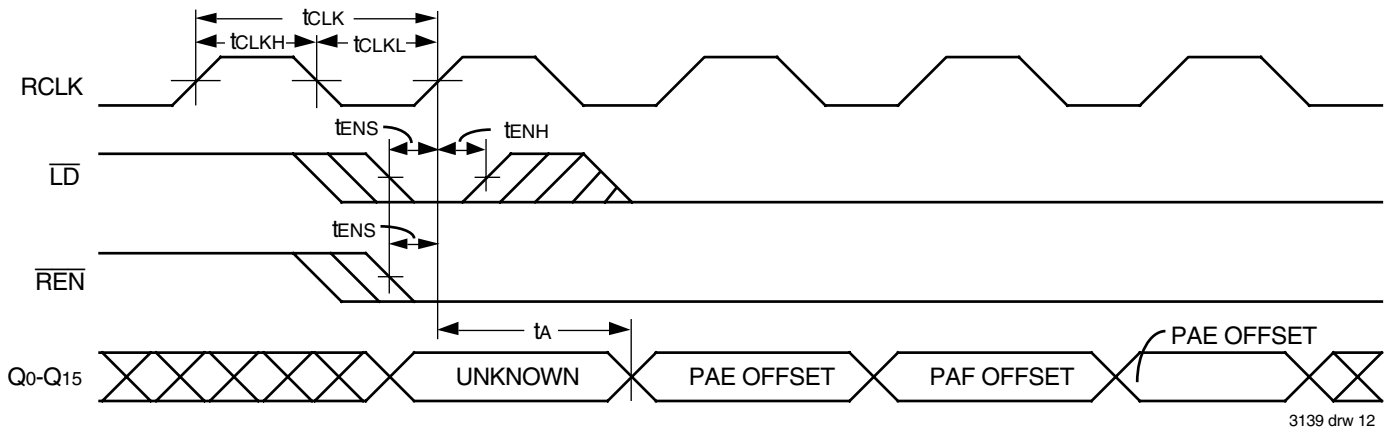 tCLK
tCLKH
tCLKL
RCLK
tENS
tENH
LD
tENS
REN
tA
PAE OFFSET
Q0-Q15
UNKNOWN
PAE OFFSET
PAF OFFSET
3139 drw 12